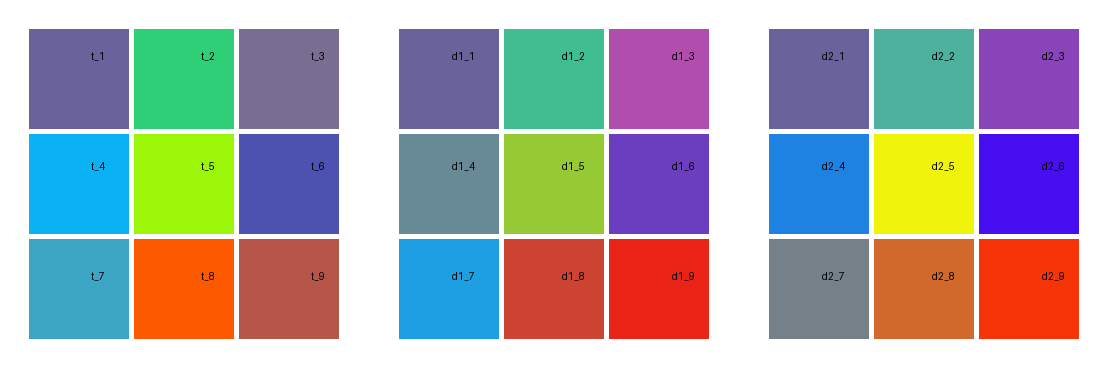 t_1 t_2 t_3 d1_1 d1_2 d1_3 d2_1 d2_2 d2_3
t_4 t_5 t_6 d1_4 d1_5 d1_6 d2_4 d2_5 d2_6
t_7 t_8 t_9 d1_7 d1_8 d1_9 d2_7 d2_8 d2_9